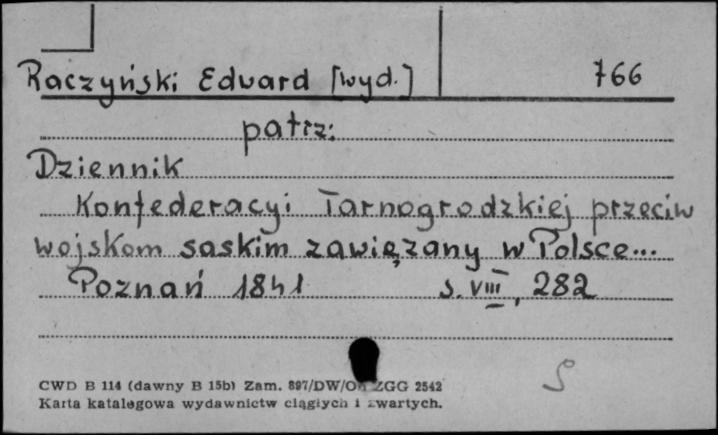 Raczyński Edward [wyd.] 766
patrz:
Dziennik
Konfederacyi Tarnogrodzkiej przeciw
wojskom saskim zawięzany w Polsce...
Poznań 1841 s. VIII, 282
CWD B 114 (dawny B 15b) Zam. 897/DW/O ZGG 2542
Karta katalogowa wydawnictw ciągłych i zwartych.